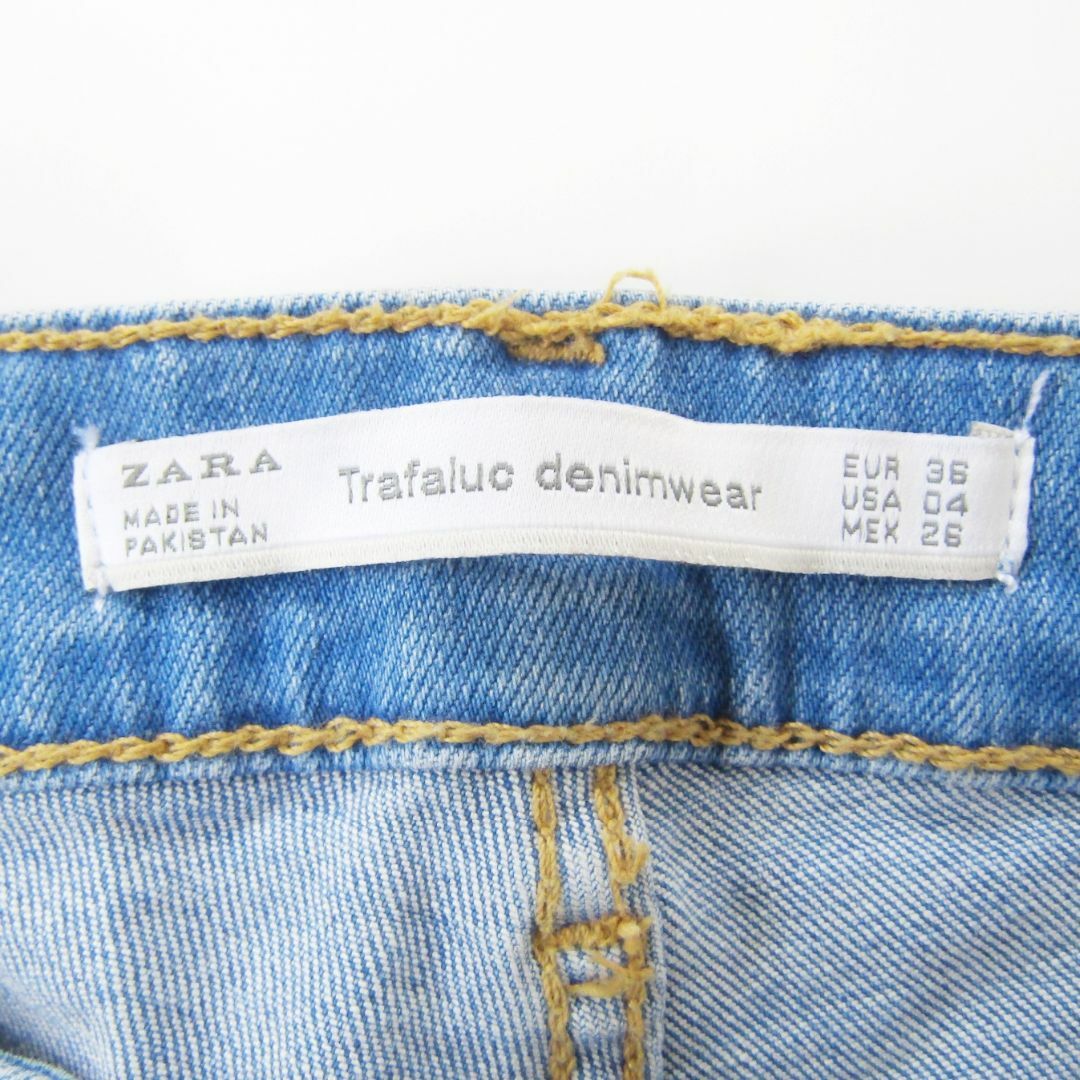 ZARA
MADE IN
PAKISTAN
Trafaluc denimwear
EUR 36
USA 04
MEX 26